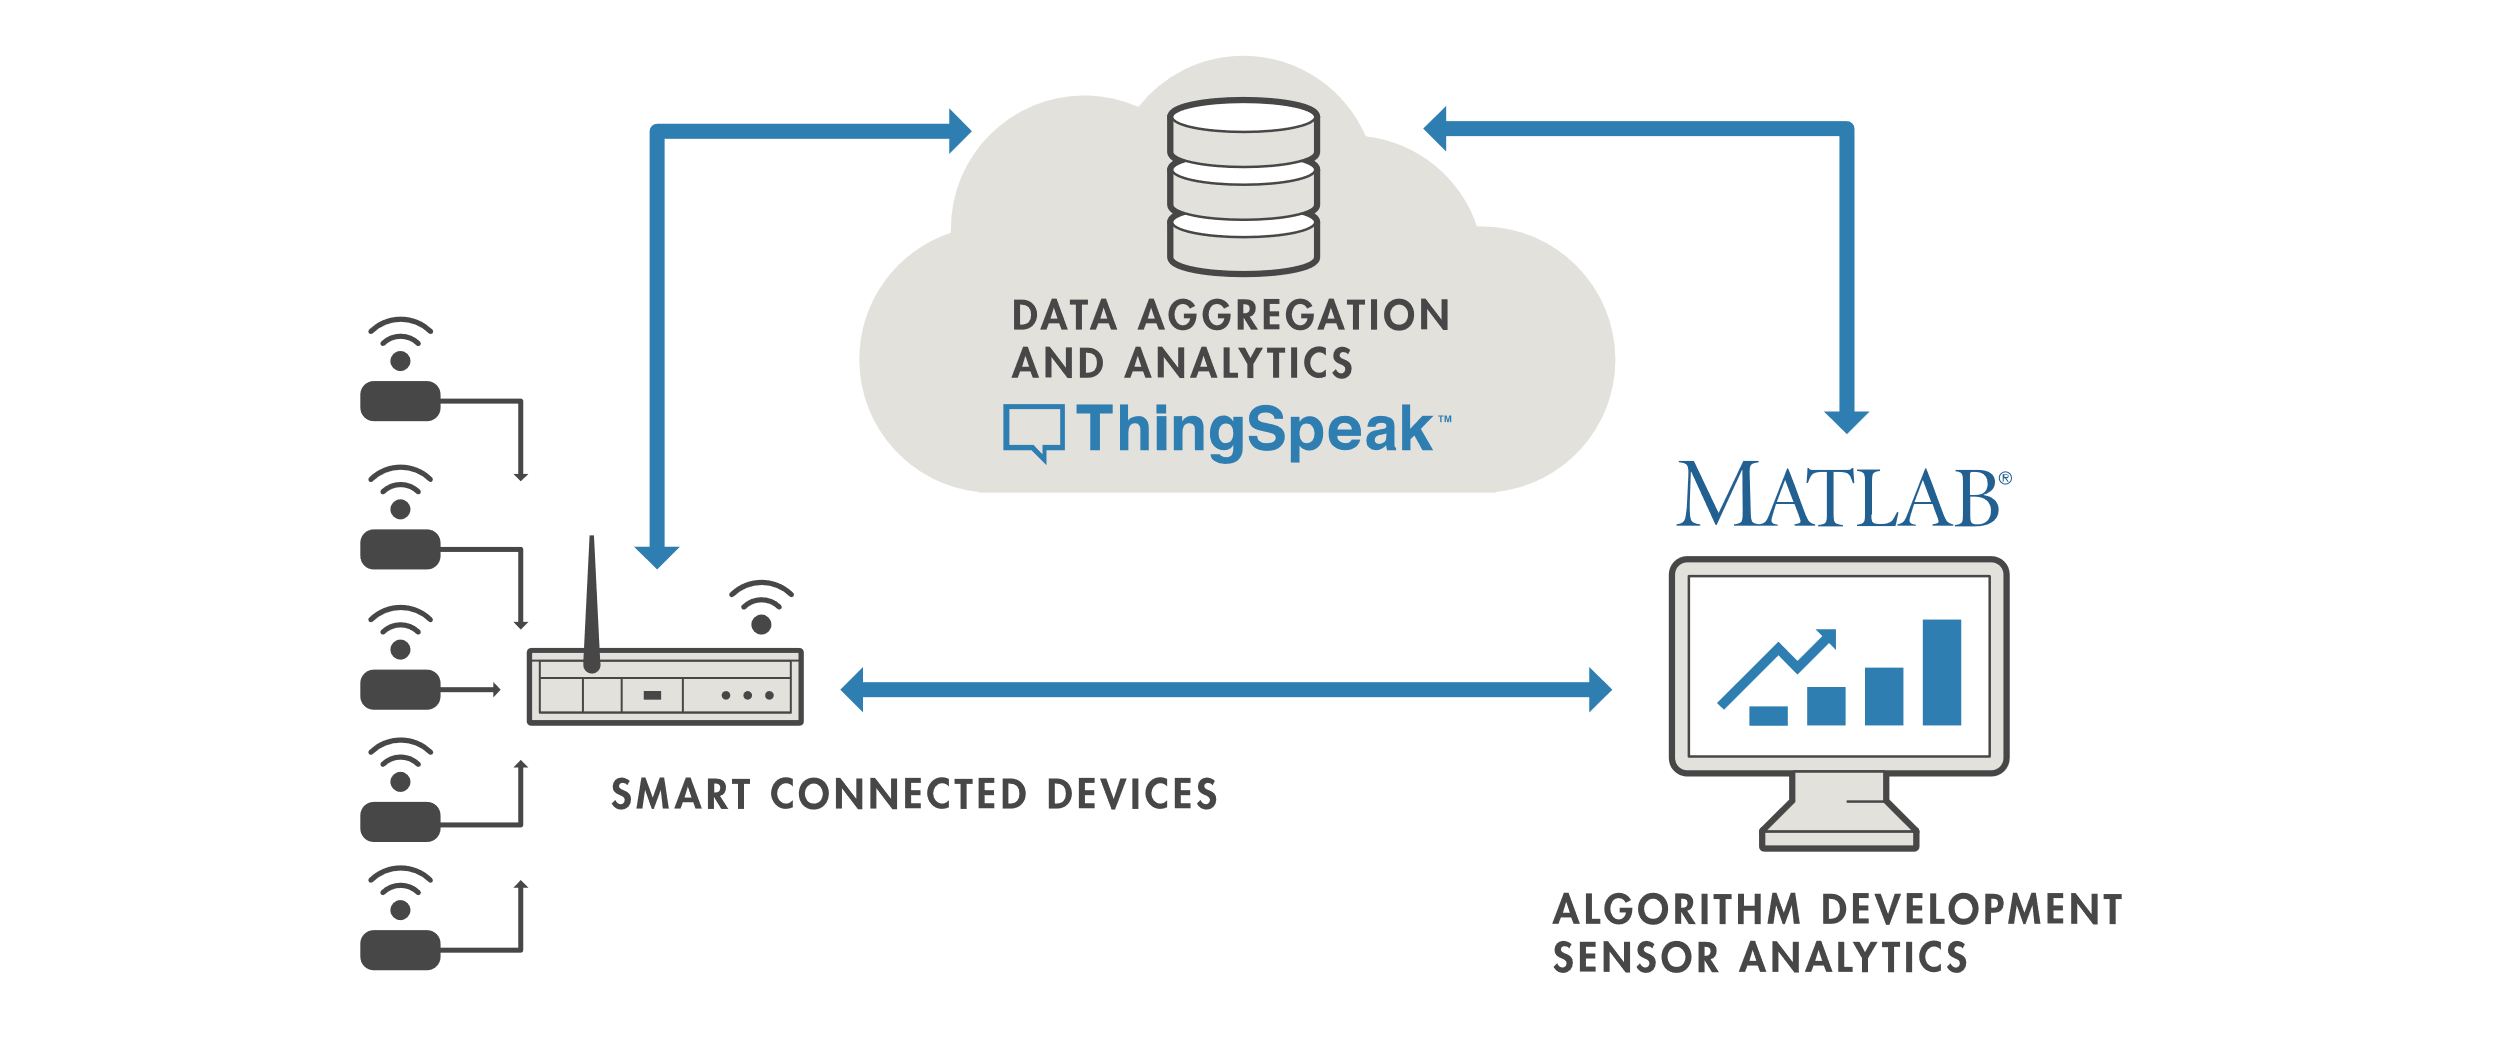 DATA AGGREGATION
AND ANALYTICS
ThingSpeak™
MATLAB®
SMART CONNECTED DEVICES
ALGORITHM DEVELOPMENT
SENSOR ANALYTICS